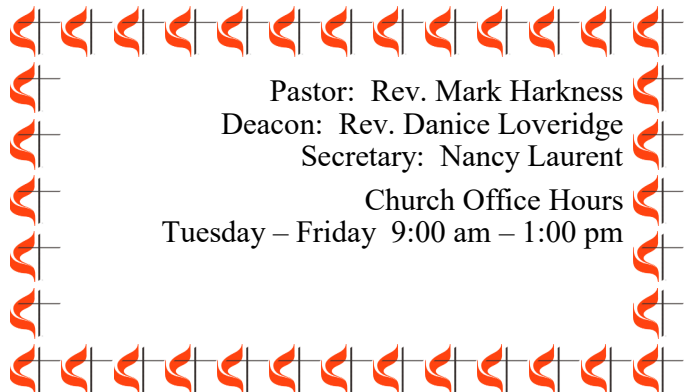 Pastor:  Rev. Mark Harkness
Deacon:  Rev. Danice Loveridge
Secretary:  Nancy Laurent
Church Office Hours
Tuesday – Friday  9:00 am – 1:00 pm